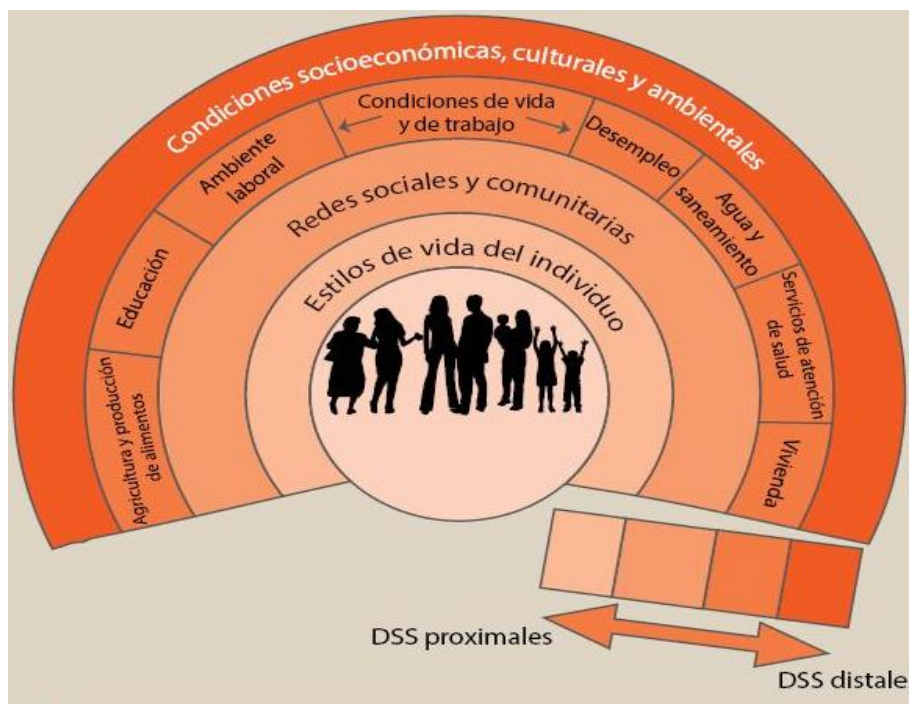 Condiciones socioeconómicas, culturales y ambientales
Condiciones de vida
y de trabajo
Ambiente
laboral
Desempleo
Agua y
saneamiento
Educación
Servicios de atención
de salud
Agricultura y producción
de alimentos
Vivienda
Redes sociales y comunitarias
Estilos de vida del individuo
DSS proximales
DSS distale